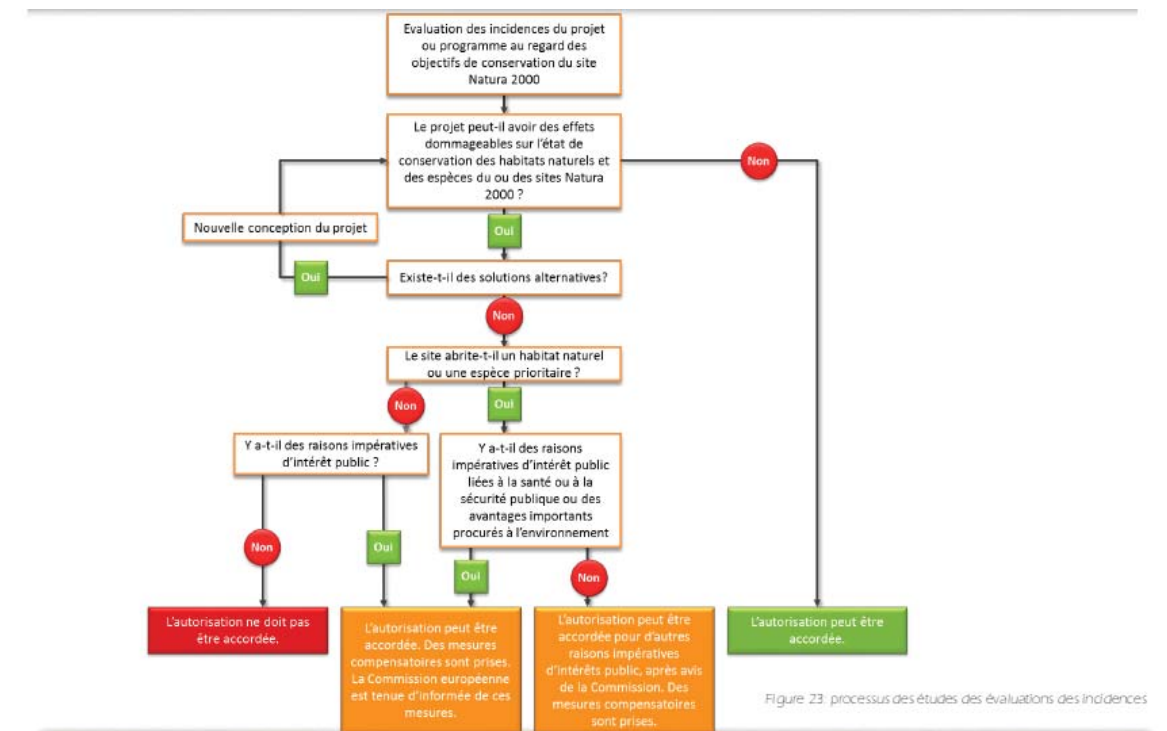 Evaluation des incidences du projet
ou programme au regard des
objectifs de conservation du site
Natura 2000
Le projet peut-il avoir des effets
dommageables sur l'état de
conservation des habitats naturels et
des espèces du ou des sites Natura
2000 ?
Non
Nouvelle conception du projet
Oui
Oui
Existe-t-il des solutions alternatives?
Non
Le site abrite-t-il un habitat naturel
ou une espèce prioritaire ?
Non
Oui
Y a-t-il des raisons impératives
d'intérêt public ?
Y a-t-il des raisons
impératives d'intérêt public
liées à la santé ou à la
sécurité publique ou des
avantages importants
procurés à l'environnement
Non
Oui
Oui
Non
L'autorisation ne doit pas
être accordée.
L'autorisation peut être
accordée. Des mesures
compensatoires sont prises.
La Commission européenne
est tenue d'informée de ces
mesures.
L'autorisation peut être
accordée pour d'autres
raisons impératives
d'intérêts public, après avis
de la Commission. Des
mesures compensatoires
sont prises.
L'autorisation peut être
accordée.
Figure 23: processus des études des évaluations des incidences